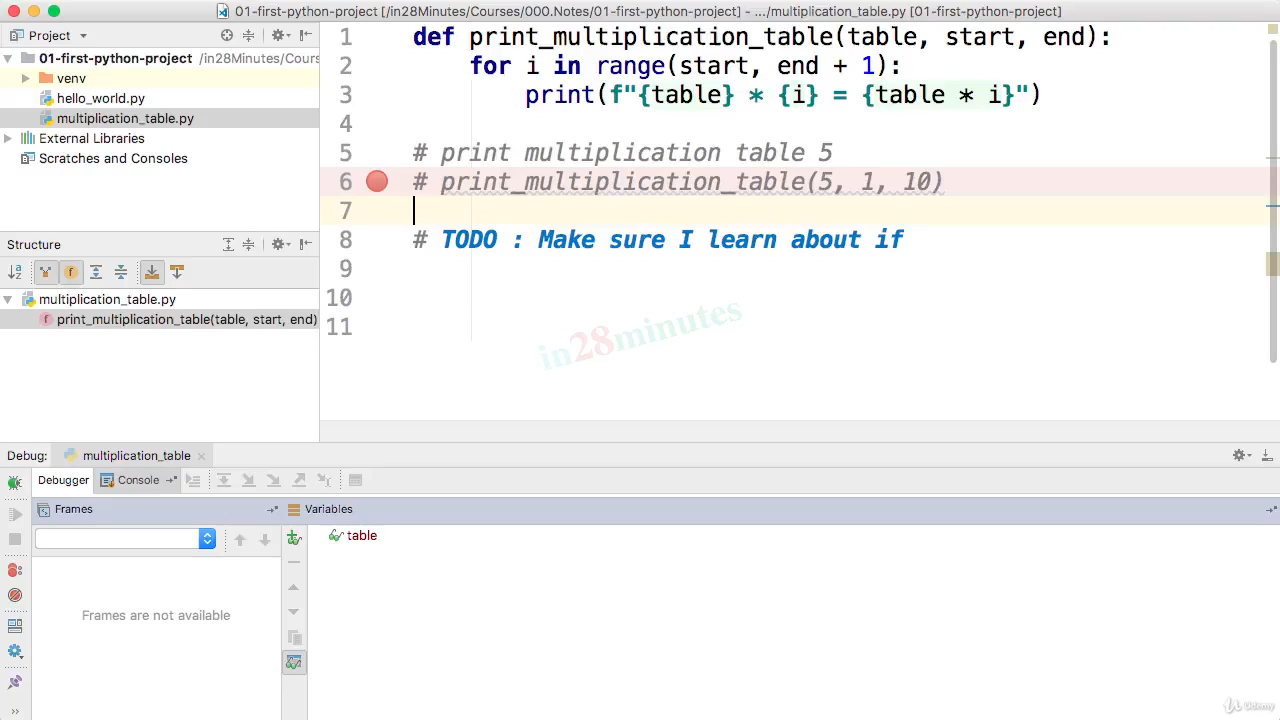 01-first-python-project [/in28Minutes/Courses/000.Notes/01-first-python-project] - .../multiplication_table.py [01-first-python-project]
Project
01-first-python-project /in28Minutes/Cours
venv
hello_world.py
multiplication_table.py
External Libraries
Scratches and Consoles
Structure
multiplication_table.py
print_multiplication_table(table, start, end)
1 def print_multiplication_table(table, start, end):
2 for i in range(start, end + 1):
3 print(f"{table} * {i} = {table * i}")
4
5 # print multiplication table 5
6 # print_multiplication_table(5, 1, 10)
7
8 # TODO : Make sure I learn about if
9
10
11
in28minutes
Debug: multiplication_table
Debugger Console
Frames Variables
table
Frames are not available
Udemy